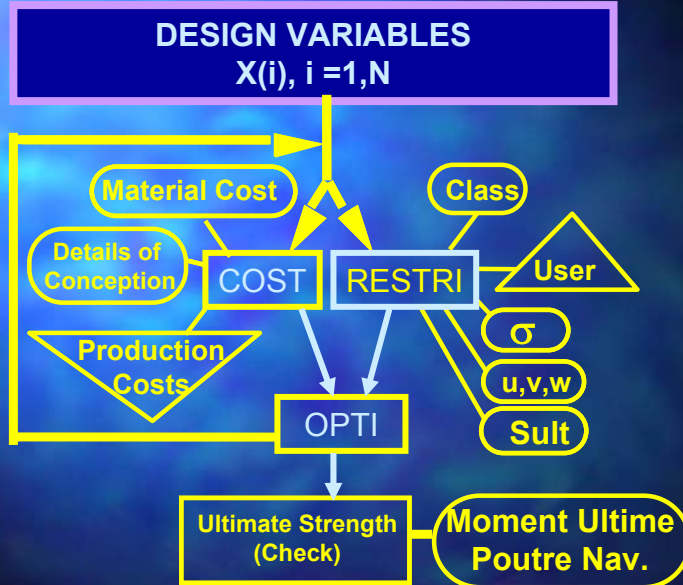 DESIGN VARIABLES
X(i), i =1,N
Material Cost
Class
Details of
Conception
COST
RESTRI
User
Production
Costs
σ
u,v,w
OPTI
Sult
Ultimate Strength
(Check)
Moment Ultime
Poutre Nav.